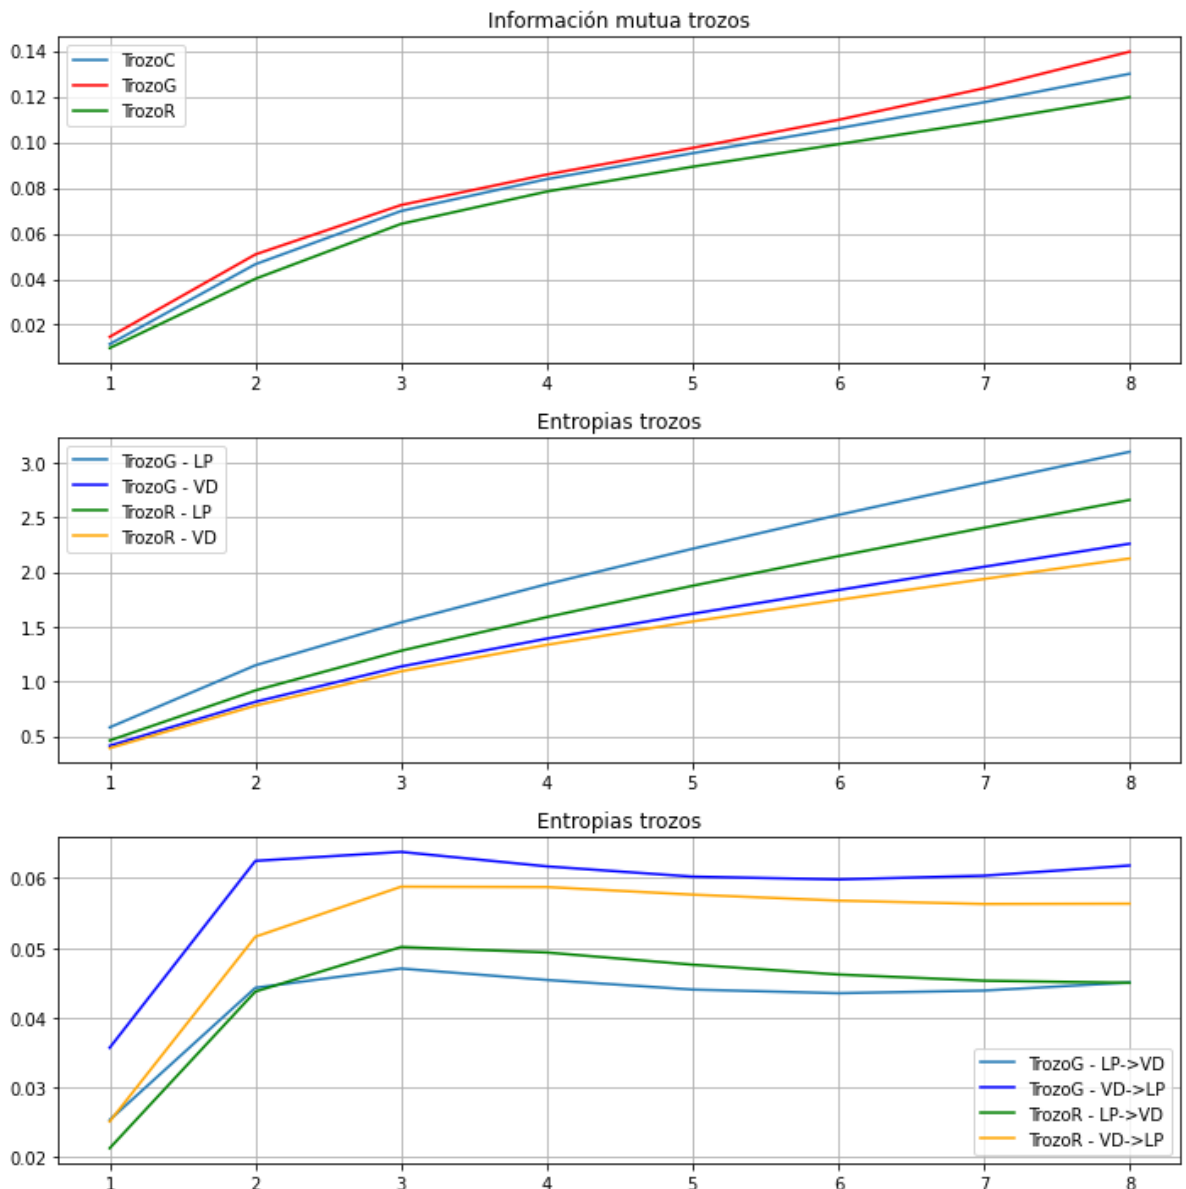 Información mutua trozos
0.14
0.12
0.10
0.08
0.06
0.04
0.02
TrozoC
TrozoG
TrozoR
1 2 3 4 5 6 7 8
Entropias trozos
3.0
2.5
2.0
1.5
1.0
0.5
TrozoG - LP
TrozoG - VD
TrozoR - LP
TrozoR - VD
1 2 3 4 5 6 7 8
Entropias trozos
0.06
0.05
0.04
0.03
0.02
TrozoG - LP->VD
TrozoG - VD->LP
TrozoR - LP->VD
TrozoR - VD->LP
1 2 3 4 5 6 7 8